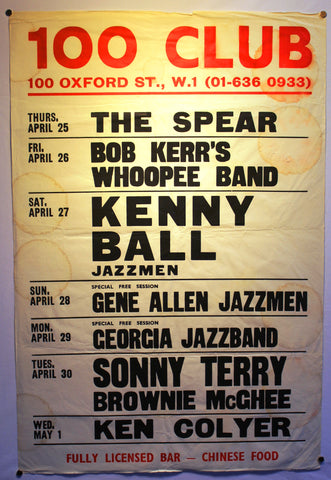 100 CLUB
100 OXFORD ST., W.1 (01-636 0933)
THURS. APRIL 25 THE SPEAR
FRI. APRIL 26 BOB KERR'S
WHOOPEE BAND
SAT. APRIL 27 KENNY
BALL
JAZZMEN
SPECIAL FREE SESSION
SUN. APRIL 28 GENE ALLEN JAZZMEN
SPECIAL FREE SESSION
MON. APRIL 29 GEORGIA JAZZBAND
TUES. APRIL 30 SONNY TERRY
BROWNIE McGHEE
WED. MAY 1 KEN COLYER
FULLY LICENSED BAR — CHINESE FOOD